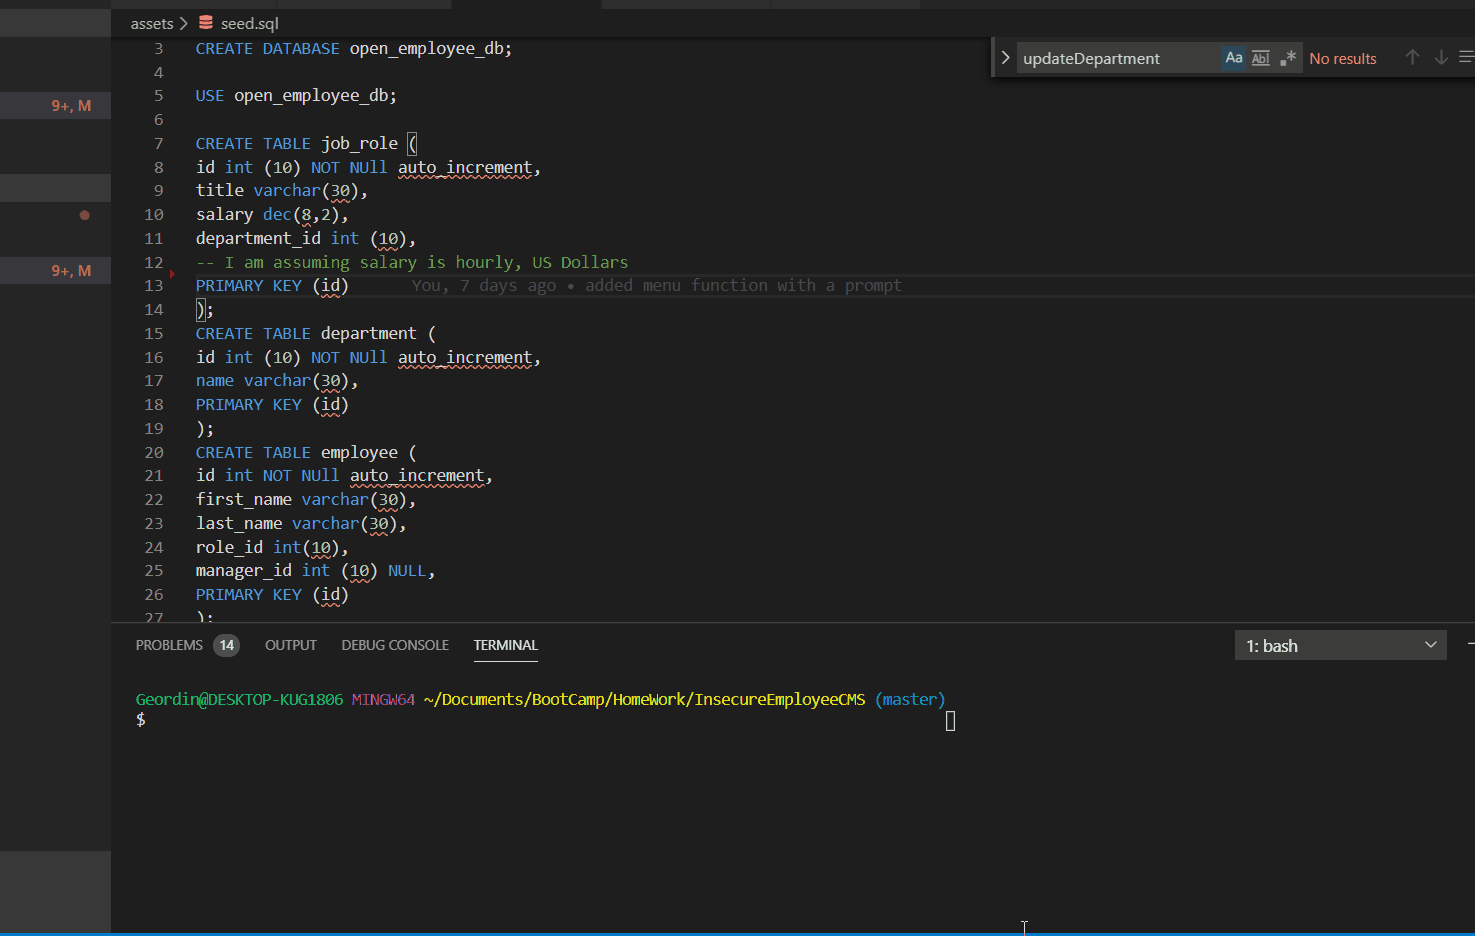 assets > seed.sql
3 CREATE DATABASE open_employee_db;
updateDepartment Aa Abl .* No results
4
5 USE open_employee_db;
6
9+, M
7 CREATE TABLE job_role (
8 id int (10) NOT NUll auto_increment,
9 title varchar(30),
10 salary dec(8,2),
11 department_id int (10),
12 -- I am assuming salary is hourly, US Dollars
9+, M
13 PRIMARY KEY (id) You, 7 days ago • added menu function with a prompt
14 );
15 CREATE TABLE department (
16 id int (10) NOT NUll auto_increment,
17 name varchar(30),
18 PRIMARY KEY (id)
19 );
20 CREATE TABLE employee (
21 id int NOT NUll auto_increment,
22 first_name varchar(30),
23 last_name varchar(30),
24 role_id int(10),
25 manager_id int (10) NULL,
26 PRIMARY KEY (id)
27 );
PROBLEMS 14 OUTPUT DEBUG CONSOLE TERMINAL 1: bash
Geordin@DESKTOP-KUG1806 MINGW64 ~/Documents/BootCamp/HomeWork/InsecureEmployeeCMS (master)
$